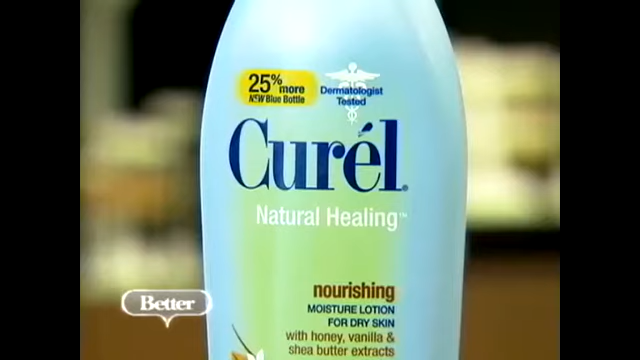 25% more
NEW Blue Bottle
Dermatologist
Tested
Curél®
Natural Healing™
nourishing
MOISTURE LOTION
FOR DRY SKIN
with honey, vanilla &
shea butter extracts
Better